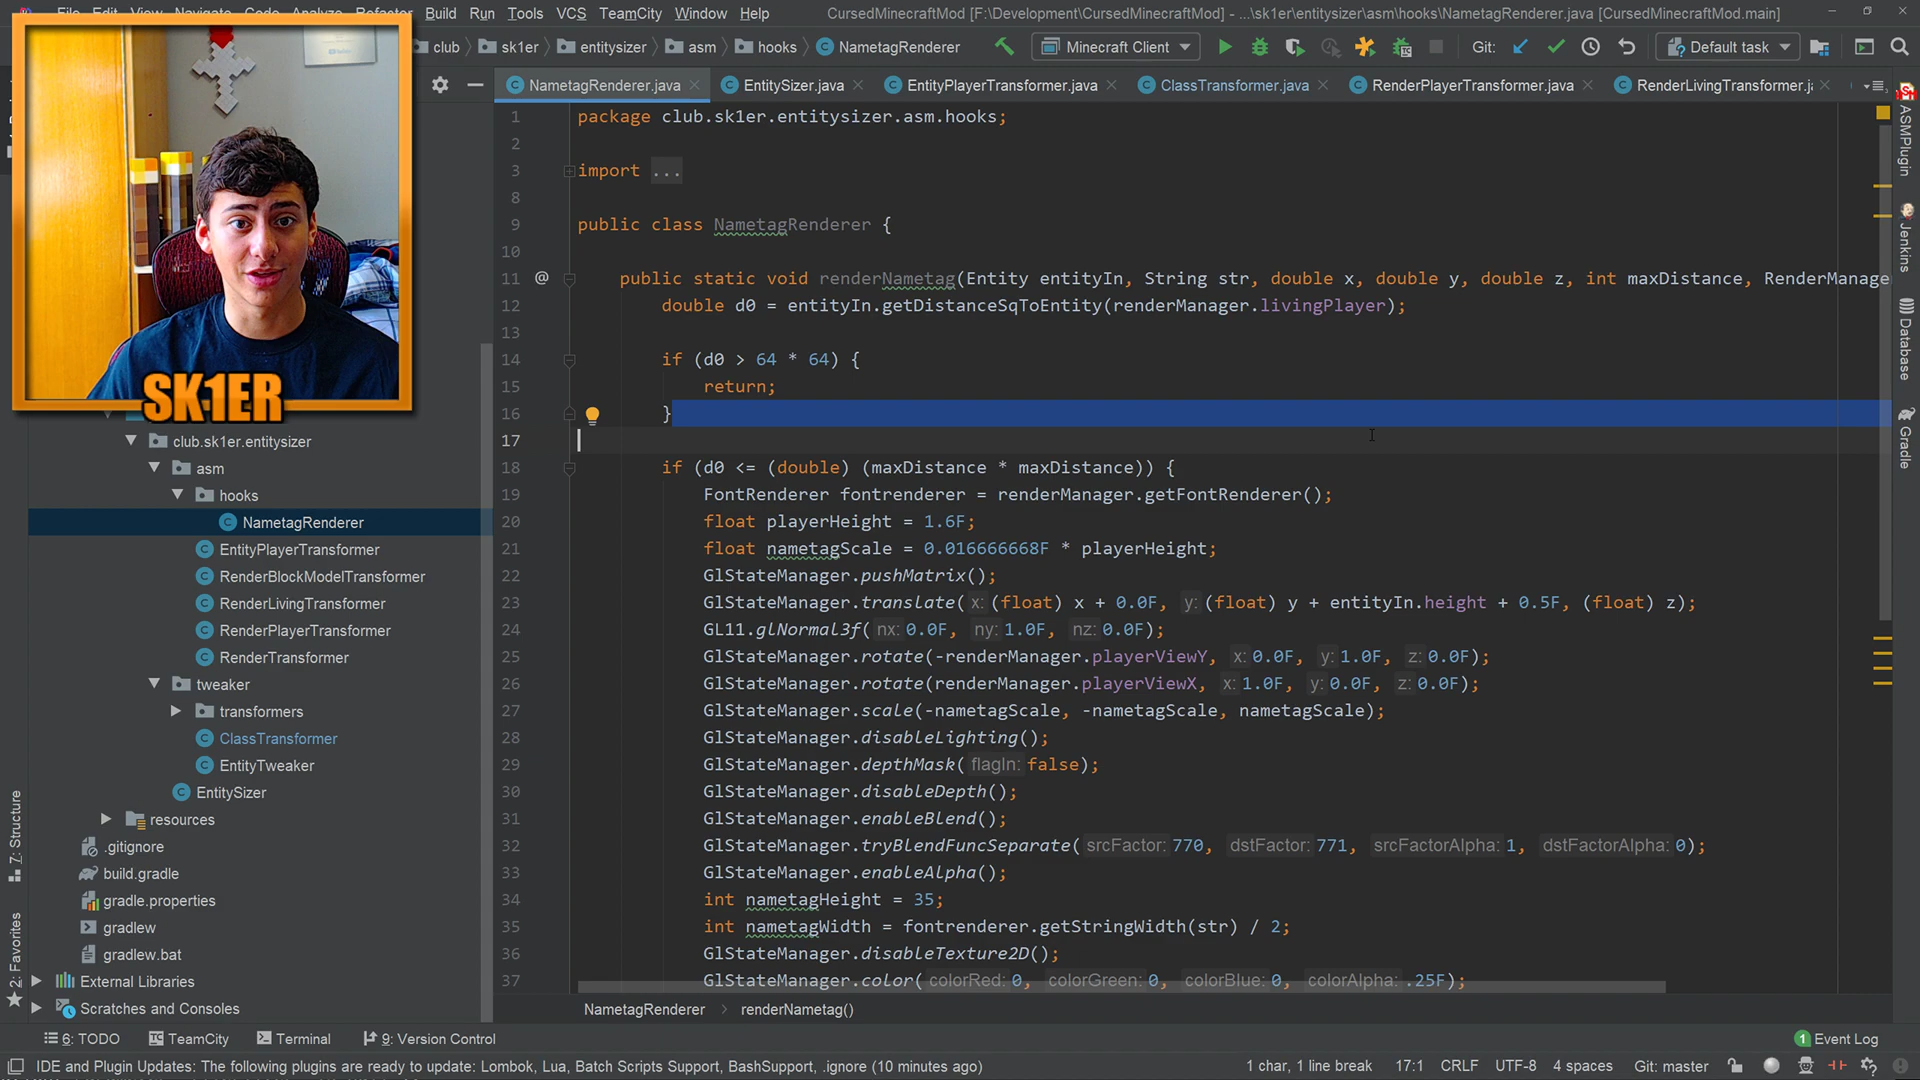 File Edit View Navigate Code Analyze Refactor Build Run Tools VCS TeamCity Window Help CursedMinecraftMod [F:\Development\CursedMinecraftMod] - ...\sk1er\entitysizer\asm\hooks\NametagRenderer.java [CursedMinecraftMod.main]
club sk1er entitysizer asm hooks NametagRenderer Minecraft Client Git: Default task
NametagRenderer.java EntitySizer.java EntityPlayerTransformer.java ClassTransformer.java RenderPlayerTransformer.java RenderLivingTransformer.j
SK1ER
club.sk1er.entitysizer
asm
hooks
NametagRenderer
EntityPlayerTransformer
RenderBlockModelTransformer
RenderLivingTransformer
RenderPlayerTransformer
RenderTransformer
tweaker
transformers
ClassTransformer
EntityTweaker
EntitySizer
resources
.gitignore
build.gradle
gradle.properties
gradlew
gradlew.bat
External Libraries
Scratches and Consoles
7: Structure
2: Favorites
1 package club.sk1er.entitysizer.asm.hooks;
2
3 import ...
8
9 public class NametagRenderer {
10
11 @ public static void renderNametag(Entity entityIn, String str, double x, double y, double z, int maxDistance, RenderManage
12 double d0 = entityIn.getDistanceSqToEntity(renderManager.livingPlayer);
13
14 if (d0 > 64 * 64) {
15 return;
16 }
17
18 if (d0 <= (double) (maxDistance * maxDistance)) {
19 FontRenderer fontrenderer = renderManager.getFontRenderer();
20 float playerHeight = 1.6F;
21 float nametagScale = 0.016666668F * playerHeight;
22 GlStateManager.pushMatrix();
23 GlStateManager.translate( x: (float) x + 0.0F, y: (float) y + entityIn.height + 0.5F, (float) z);
24 GL11.glNormal3f( nx: 0.0F, ny: 1.0F, nz: 0.0F);
25 GlStateManager.rotate(-renderManager.playerViewY, x: 0.0F, y: 1.0F, z: 0.0F);
26 GlStateManager.rotate(renderManager.playerViewX, x: 1.0F, y: 0.0F, z: 0.0F);
27 GlStateManager.scale(-nametagScale, -nametagScale, nametagScale);
28 GlStateManager.disableLighting();
29 GlStateManager.depthMask( flagIn: false);
30 GlStateManager.disableDepth();
31 GlStateManager.enableBlend();
32 GlStateManager.tryBlendFuncSeparate( srcFactor: 770, dstFactor: 771, srcFactorAlpha: 1, dstFactorAlpha: 0);
33 GlStateManager.enableAlpha();
34 int nametagHeight = 35;
35 int nametagWidth = fontrenderer.getStringWidth(str) / 2;
36 GlStateManager.disableTexture2D();
37 GlStateManager.color( colorRed: 0, colorGreen: 0, colorBlue: 0, colorAlpha: .25F);
ASMPlugin
Jenkins
Database
Gradle
NametagRenderer > renderNametag()
6: TODO TeamCity Terminal 9: Version Control 1 Event Log
IDE and Plugin Updates: The following plugins are ready to update: Lombok, Lua, Batch Scripts Support, BashSupport, .ignore (10 minutes ago) 1 char, 1 line break 17:1 CRLF UTF-8 4 spaces Git: master